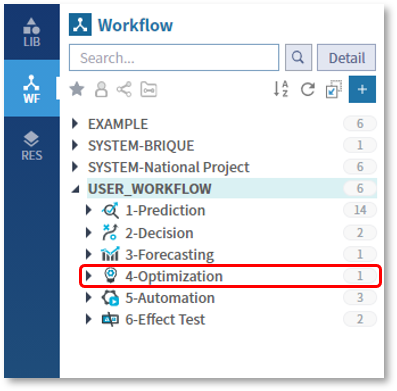 LIB
WF
RES
Workflow
Search... Detail
A
Z
+
EXAMPLE 6
SYSTEM-BRIQUE 1
SYSTEM-National Project 6
USER_WORKFLOW 6
1-Prediction 14
2-Decision 2
3-Forecasting 1
4-Optimization 1
5-Automation 3
6-Effect Test 2